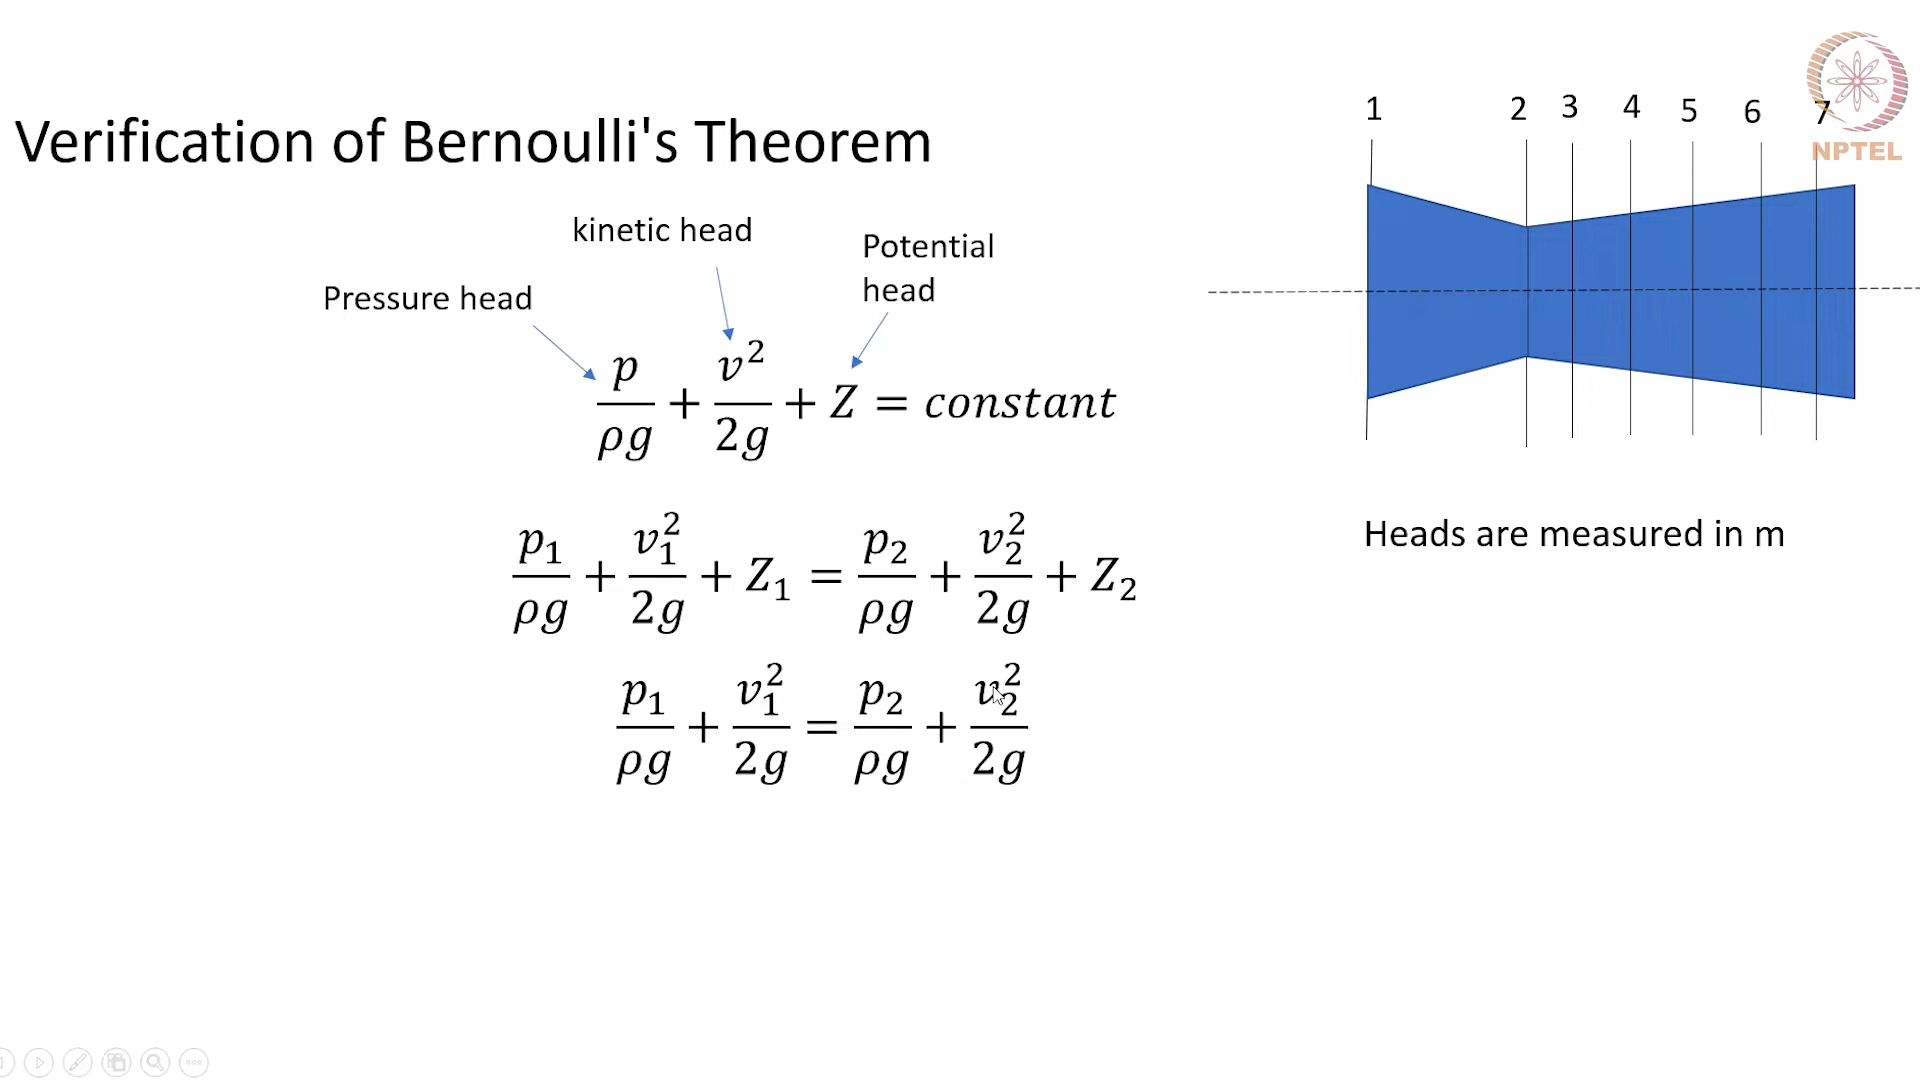 Verification of Bernoulli's Theorem
1 2 3 4 5 6 7
NPTEL
kinetic head
Potential
head
Pressure head
p/ρg + v²/2g + Z = constant
p₁/ρg + v₁²/2g + Z₁ = p₂/ρg + v₂²/2g + Z₂
p₁/ρg + v₁²/2g = p₂/ρg + v₂²/2g
Heads are measured in m